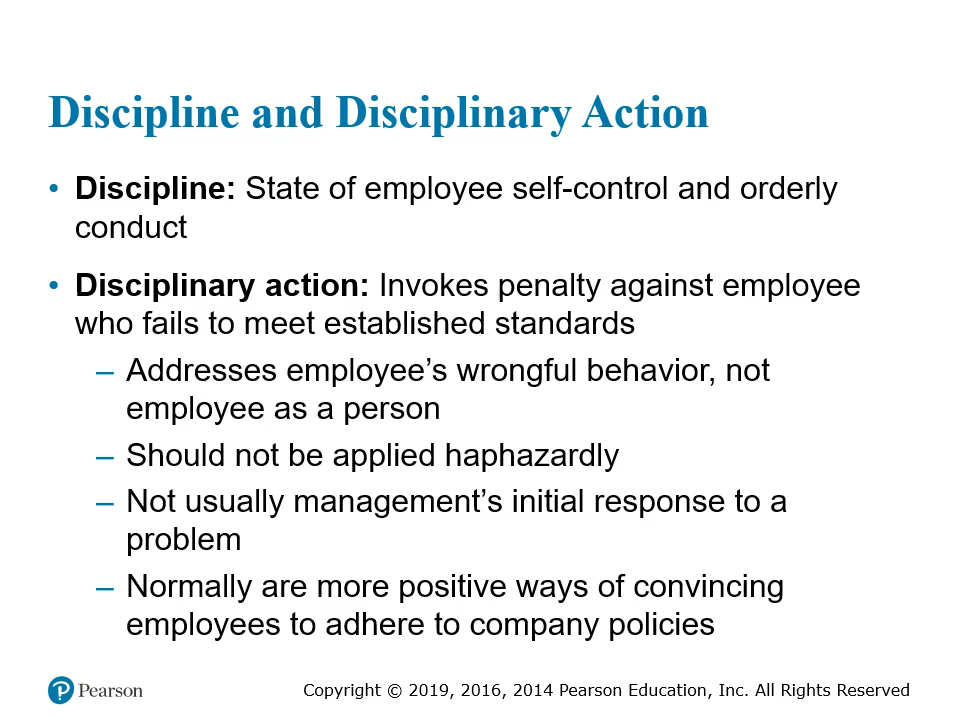 Discipline and Disciplinary Action
• Discipline: State of employee self-control and orderly
conduct
• Disciplinary action: Invokes penalty against employee
who fails to meet established standards
– Addresses employee’s wrongful behavior, not
employee as a person
– Should not be applied haphazardly
– Not usually management’s initial response to a
problem
– Normally are more positive ways of convincing
employees to adhere to company policies
P Pearson
Copyright © 2019, 2016, 2014 Pearson Education, Inc. All Rights Reserved